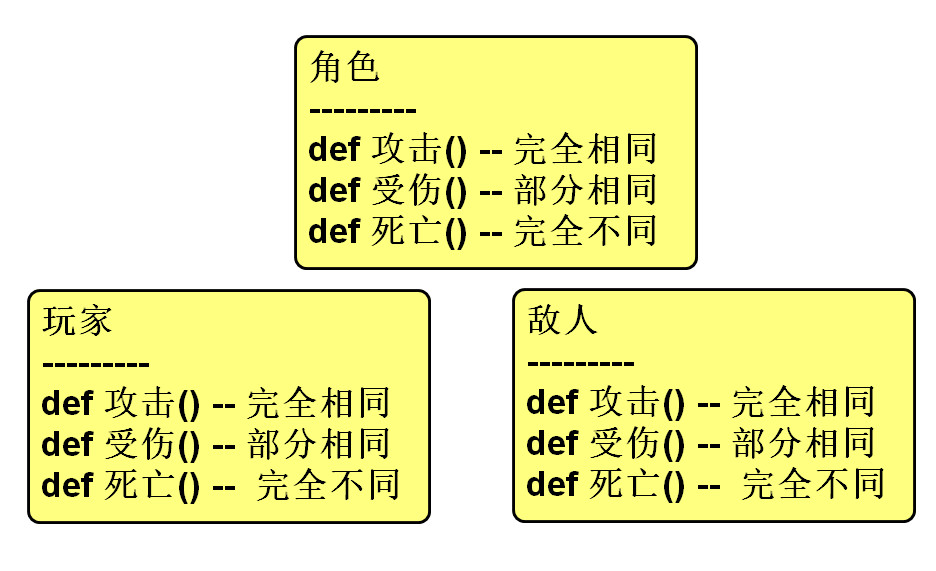 角色
---------
def 攻击() -- 完全相同
def 受伤() -- 部分相同
def 死亡() -- 完全不同
玩家
---------
def 攻击() -- 完全相同
def 受伤() -- 部分相同
def 死亡() --  完全不同
敌人
---------
def 攻击() -- 完全相同
def 受伤() -- 部分相同
def 死亡() --  完全不同